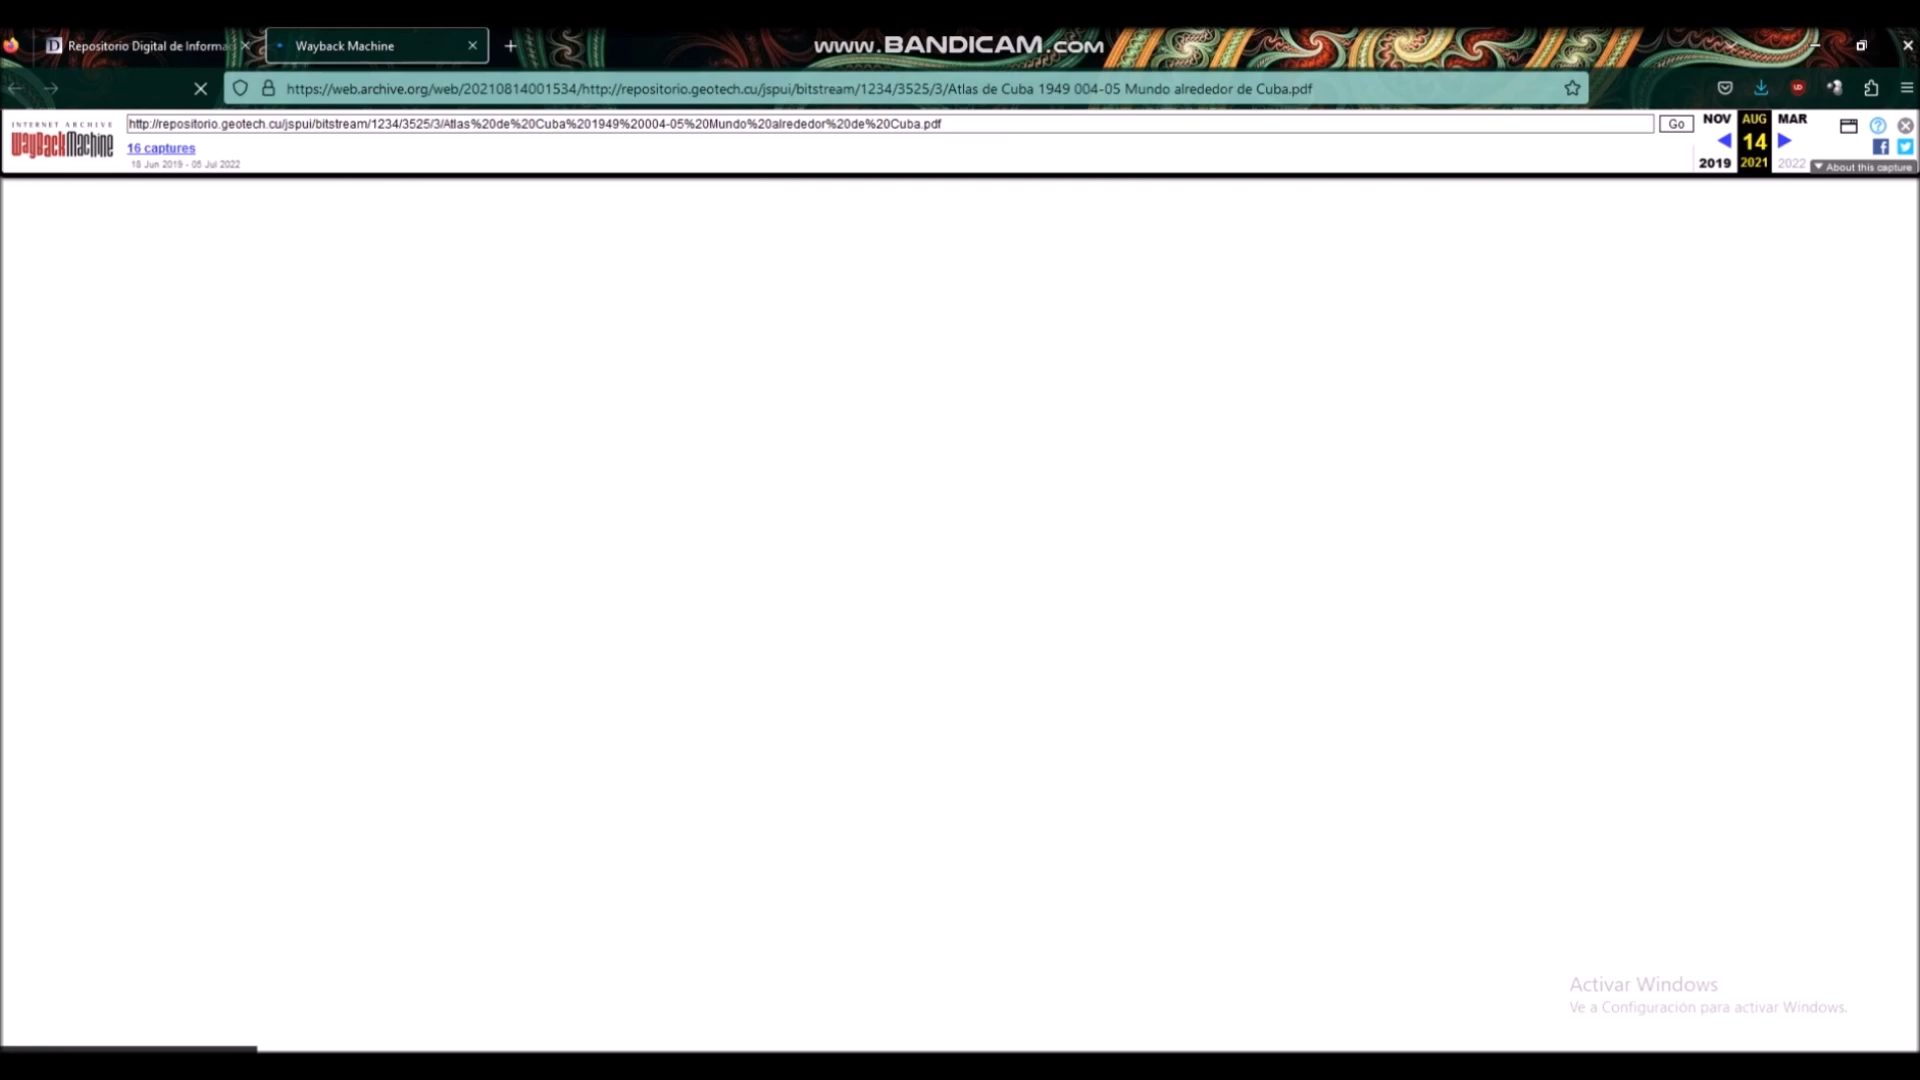 Repositorio Digital de Informa
Wayback Machine
www.BANDICAM.com
https://web.archive.org/web/20210814001534/http://repositorio.geotech.cu/jspui/bitstream/1234/3525/3/Atlas de Cuba 1949 004-05 Mundo alrededor de Cuba.pdf
INTERNET ARCHIVE
WayBackMachine
http://repositorio.geotech.cu/jspui/bitstream/1234/3525/3/Atlas%20de%20Cuba%201949%20004-05%20Mundo%20alrededor%20de%20Cuba.pdf
Go
NOV AUG MAR
16 captures
14
18 Jun 2019 - 05 Jul 2022
2019 2021 2022
About this capture
Activar Windows
Ve a Configuración para activar Windows.